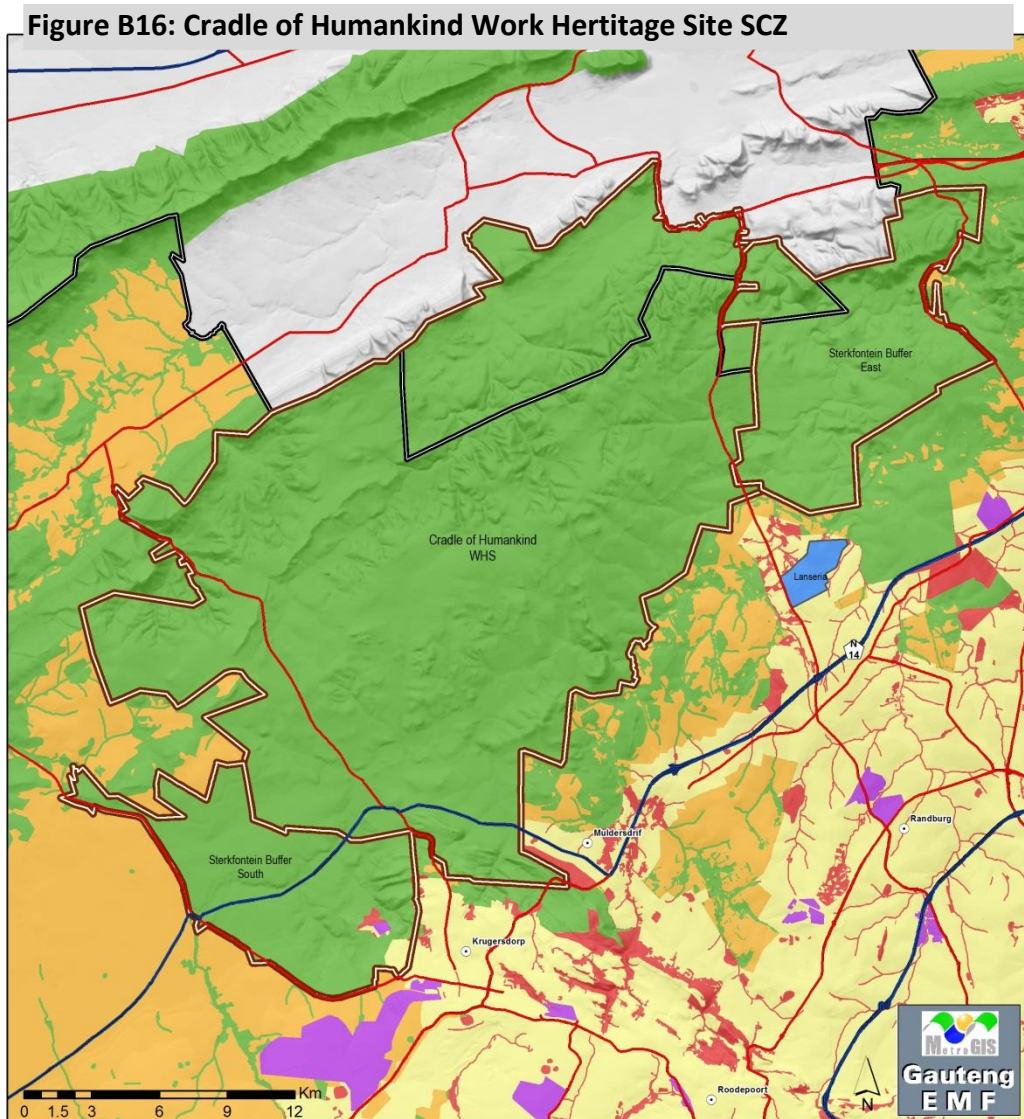 Figure B16: Cradle of Humankind Work Hertitage Site SCZ
Sterkfontein Buffer
East
Cradle of Humankind
WHS
Lanseria
N
14
Randburg
Muldersdrif
Sterkfontein Buffer
South
Krugersdorp
Roodepoort
MetroGIS
Gauteng
EMF
N
Km
0 1.5 3 6 9 12